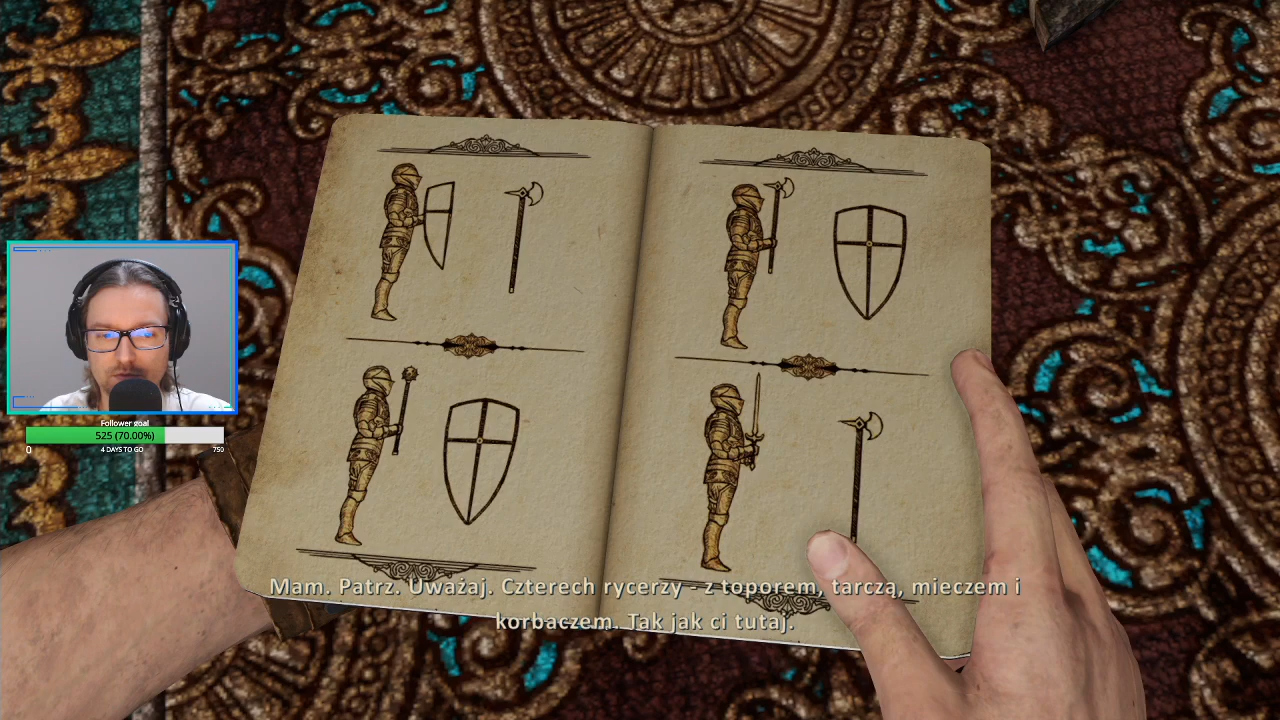 Follower goal
525 (70.00%)
0 4 DAYS TO GO 750
Mam. Patrz. Uważaj. Czterech rycerzy - z toporem, tarczą, mieczem i
korbaczem. Tak jak ci tutaj.